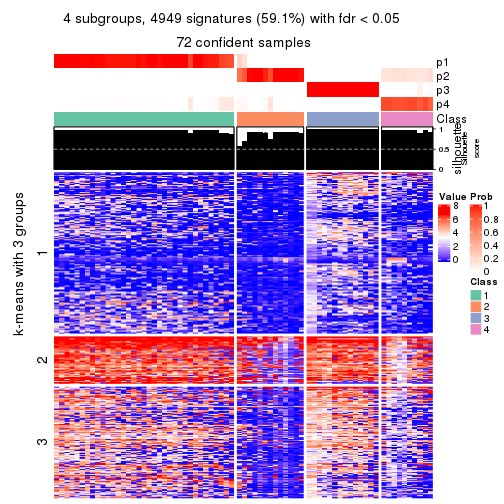 4 subgroups, 4949 signatures (59.1%) with fdr < 0.05
72 confident samples
p1
p2
p3
p4
Class
silhouette
Silhouette
score
1
0.5
0
k-means with 3 groups
1
2
3
Value
8
6
4
2
0
Prob
1
0.8
0.6
0.4
0.2
0
Class
1
2
3
4